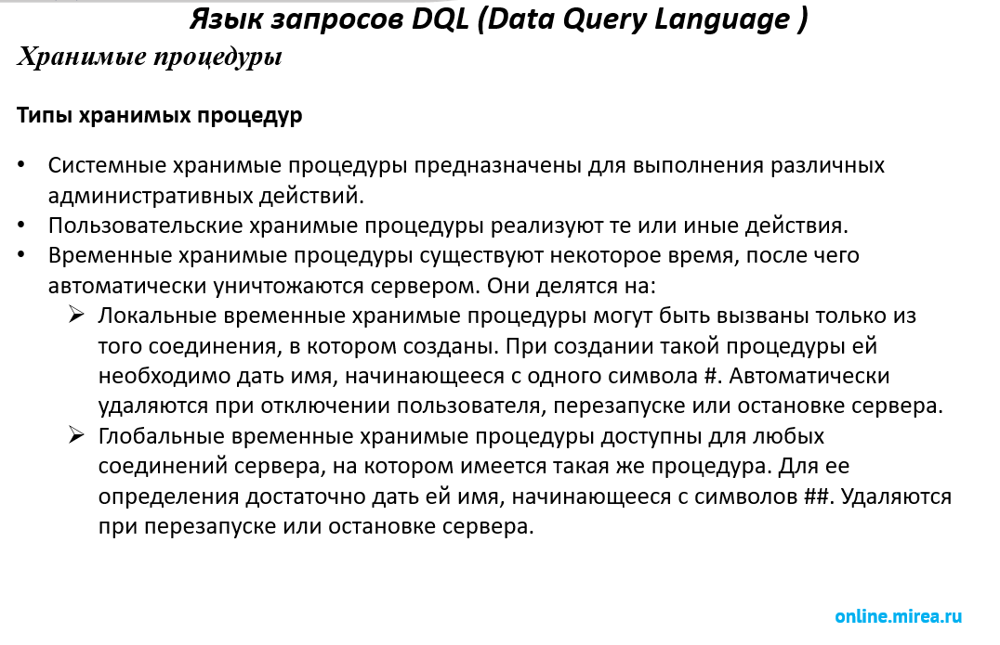 Язык запросов DQL (Data Query Language )
Хранимые процедуры
Типы хранимых процедур
• Системные хранимые процедуры предназначены для выполнения различных
административных действий.
• Пользовательские хранимые процедуры реализуют те или иные действия.
• Временные хранимые процедуры существуют некоторое время, после чего
автоматически уничтожаются сервером. Они делятся на:
➢ Локальные временные хранимые процедуры могут быть вызваны только из
того соединения, в котором созданы. При создании такой процедуры ей
необходимо дать имя, начинающееся с одного символа #. Автоматически
удаляются при отключении пользователя, перезапуске или остановке сервера.
➢ Глобальные временные хранимые процедуры доступны для любых
соединений сервера, на котором имеется такая же процедура. Для ее
определения достаточно дать ей имя, начинающееся с символов ##. Удаляются
при перезапуске или остановке сервера.
online.mirea.ru